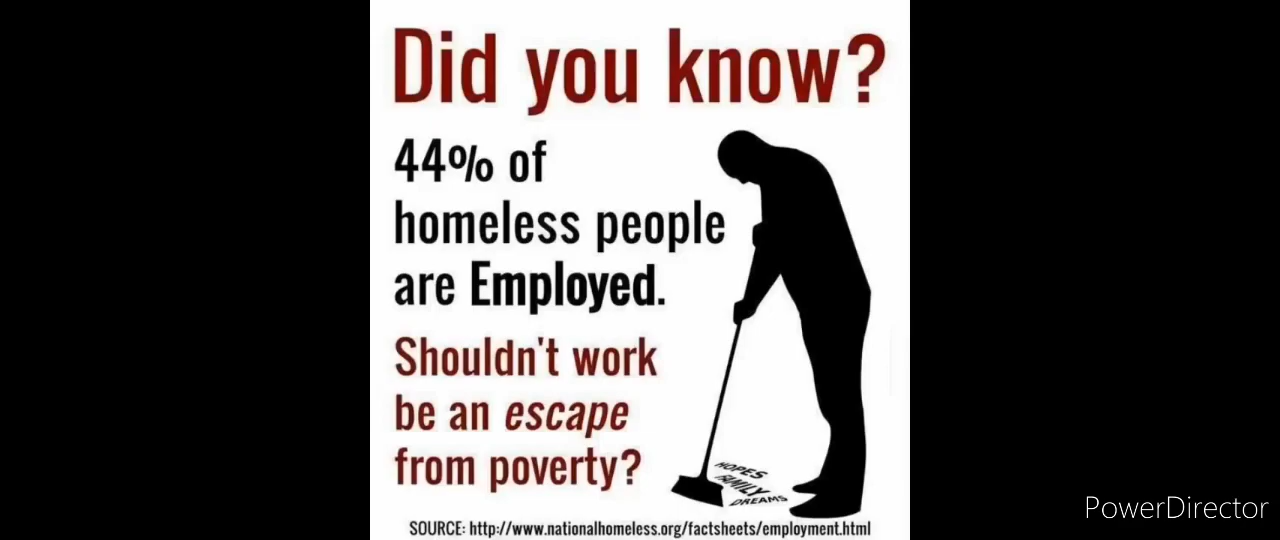 Did you know?
44% of
homeless people
are Employed.
Shouldn't work
be an escape
from poverty?
HOPES
FAMILY
DREAMS
SOURCE: http://www.nationalhomeless.org/factsheets/employment.html
PowerDirector